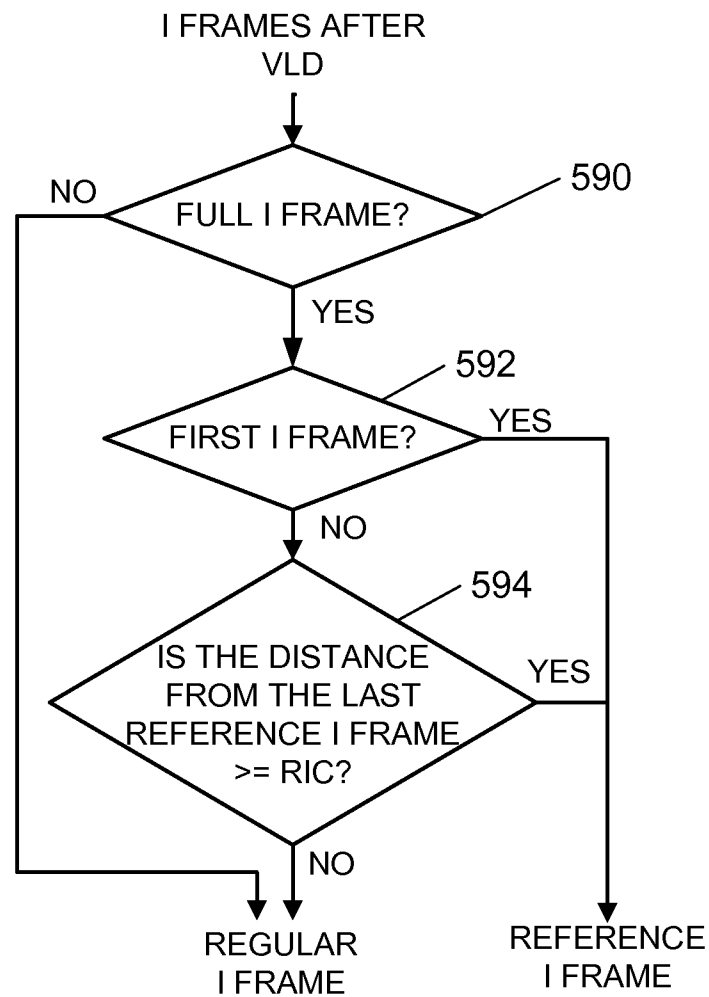 I FRAMES AFTER
VLD
NO
590
FULL I FRAME?
YES
592
FIRST I FRAME?
YES
NO
594
IS THE DISTANCE
FROM THE LAST
REFERENCE I FRAME
>= RIC?
YES
NO
REGULAR
I FRAME
REFERENCE
I FRAME